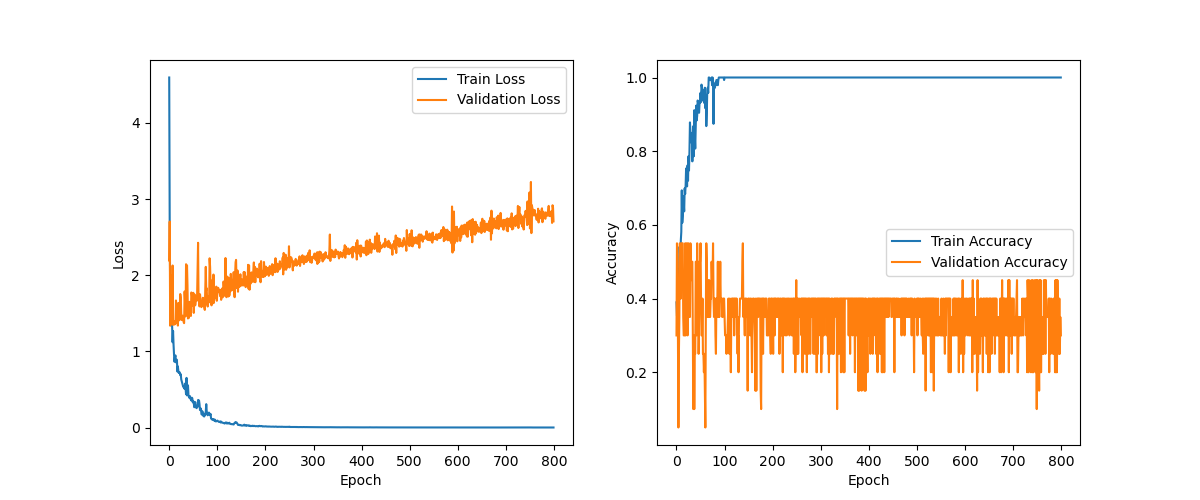 Train Loss
Validation Loss
4
3
2
1
0
Loss
0 100 200 300 400 500 600 700 800
Epoch
1.0
0.8
0.6
0.4
0.2
Accuracy
Train Accuracy
Validation Accuracy
0 100 200 300 400 500 600 700 800
Epoch